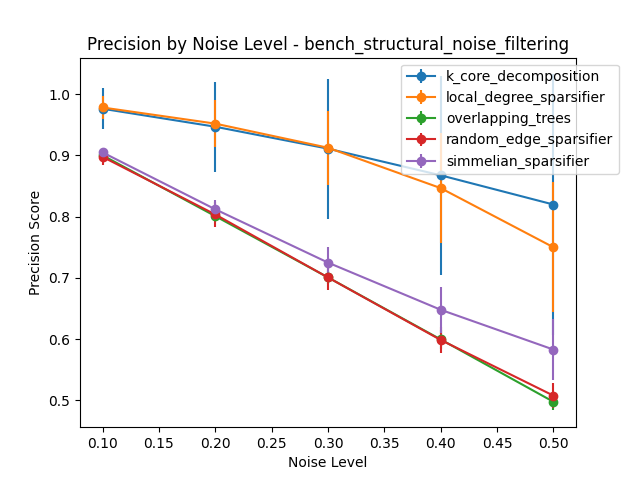 Precision by Noise Level - bench_structural_noise_filtering
k_core_decomposition
local_degree_sparsifier
overlapping_trees
random_edge_sparsifier
simmelian_sparsifier
Precision Score
1.0
0.9
0.8
0.7
0.6
0.5
0.10 0.15 0.20 0.25 0.30 0.35 0.40 0.45 0.50
Noise Level